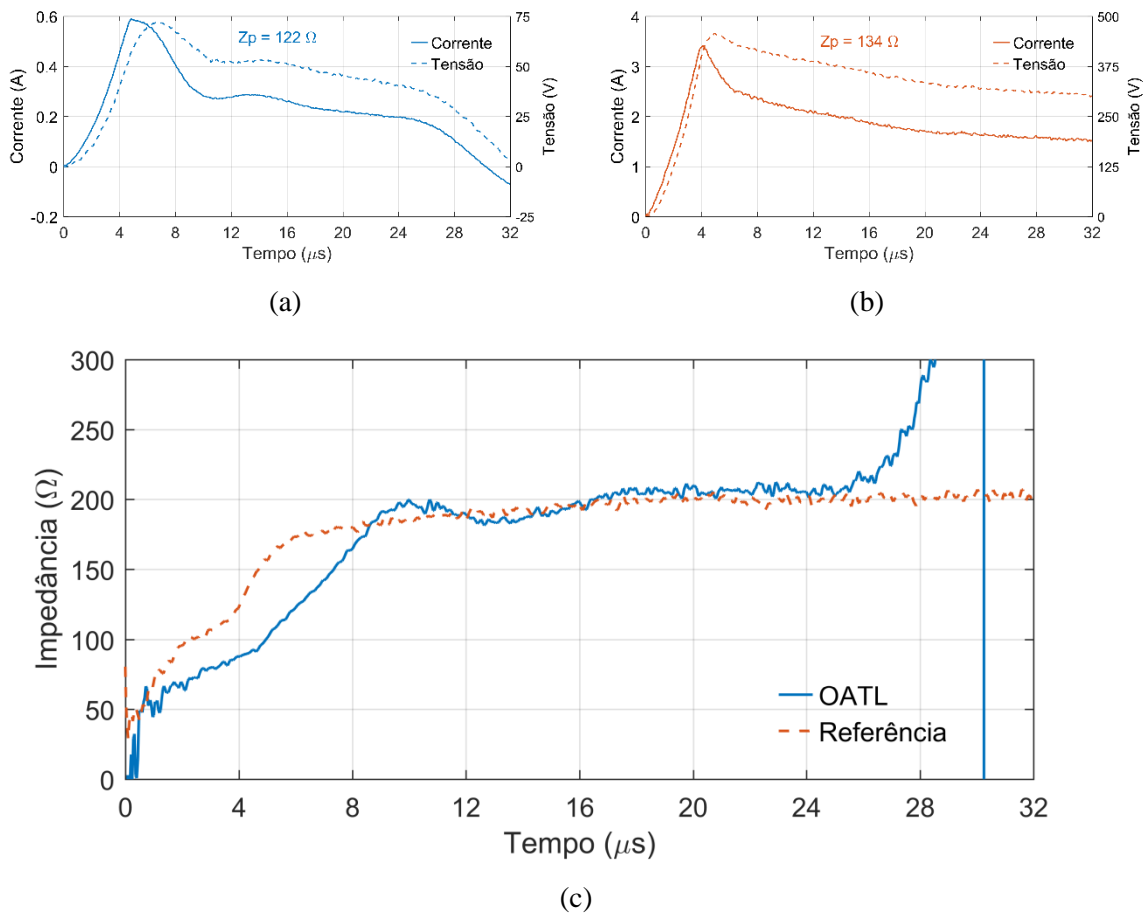 Zp = 122 Ω
Corrente
Tensão
Corrente (A)
0.6
0.4
0.2
0
-0.2
Tensão (V)
75
50
25
0
-25
0 4 8 12 16 20 24 28 32
Tempo (μs)
(a)
Zp = 134 Ω
Corrente
Tensão
Corrente (A)
4
3
2
1
0
Tensão (V)
500
375
250
125
0
0 4 8 12 16 20 24 28 32
Tempo (μs)
(b)
Impedância (Ω)
300
250
200
150
100
50
0
OATL
Referência
0 4 8 12 16 20 24 28 32
Tempo (μs)
(c)